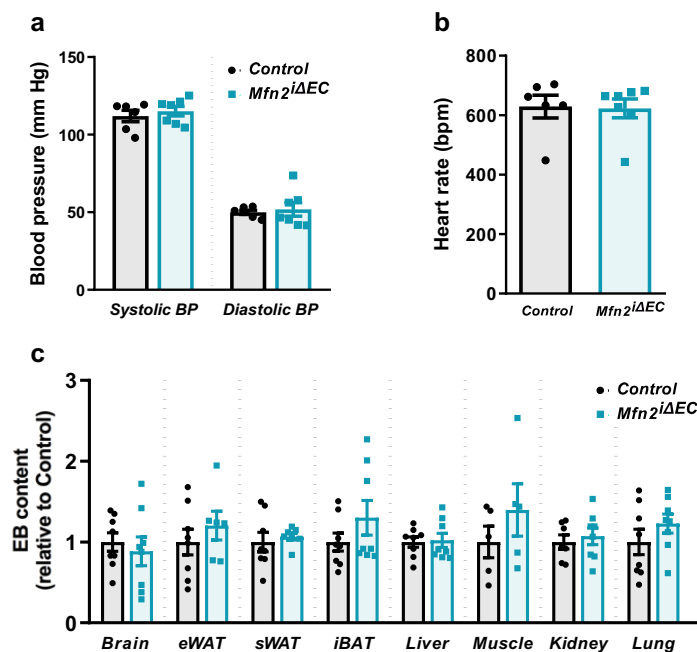 a
Blood pressure (mm Hg)
150
100
50
0
Control
Mfn2iΔEC
Systolic BP
Diastolic BP
b
Heart rate (bpm)
800
600
400
200
0
Control
Mfn2iΔEC
c
EB content
(relative to Control)
3
2
1
0
Control
Mfn2iΔEC
Brain
eWAT
sWAT
iBAT
Liver
Muscle
Kidney
Lung